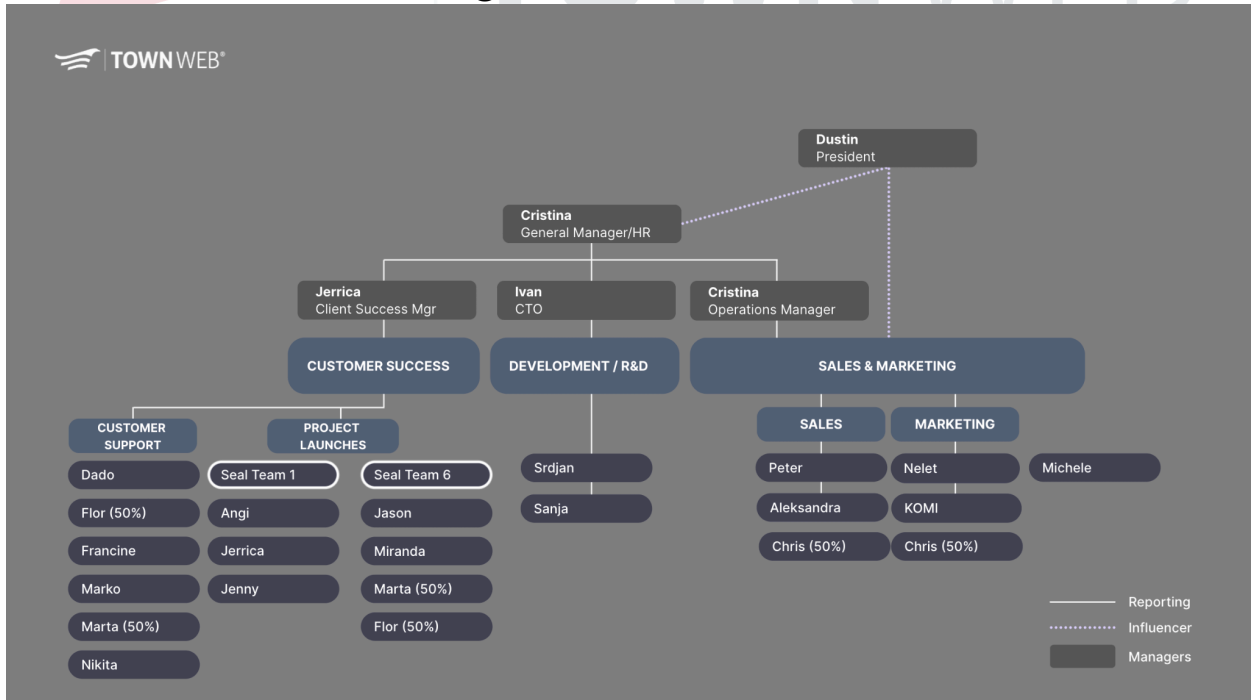 TOWN WEB®
Dustin
President
Cristina
General Manager/HR
Jerrica
Client Success Mgr
Ivan
CTO
Cristina
Operations Manager
CUSTOMER SUCCESS
DEVELOPMENT / R&D
SALES & MARKETING
CUSTOMER
SUPPORT
Dado
Flor (50%)
Francine
Marko
Marta (50%)
Nikita
PROJECT
LAUNCHES
Seal Team 1
Angi
Jerrica
Jenny
Seal Team 6
Jason
Miranda
Marta (50%)
Flor (50%)
Srdjan
Sanja
SALES
Peter
Aleksandra
Chris (50%)
MARKETING
Nelet
KOMI
Chris (50%)
Michele
Reporting
Influencer
Managers